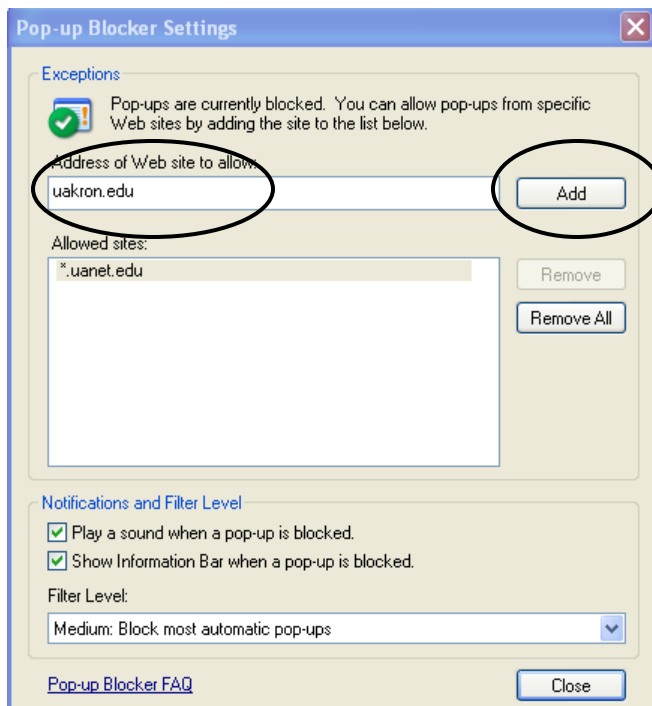 Pop-up Blocker Settings
Exceptions
Pop-ups are currently blocked. You can allow pop-ups from specific
Web sites by adding the site to the list below.
Address of Web site to allow:
uakron.edu
Add
Allowed sites:
*.uanet.edu
Remove
Remove All
Notifications and Filter Level
Play a sound when a pop-up is blocked.
Show Information Bar when a pop-up is blocked.
Filter Level:
Medium: Block most automatic pop-ups
Pop-up Blocker FAQ
Close